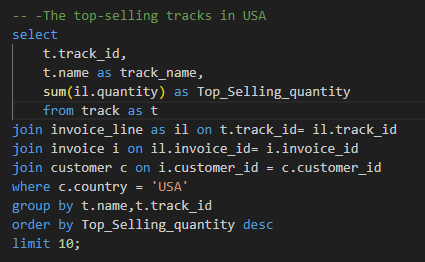 -- -The top-selling tracks in USA
select
    t.track_id,
    t.name as track_name,
    sum(il.quantity) as Top_Selling_quantity
    from track as t
join invoice_line as il on t.track_id= il.track_id
join invoice i on il.invoice_id= i.invoice_id
join customer c on i.customer_id = c.customer_id
where c.country = 'USA'
group by t.name,t.track_id
order by Top_Selling_quantity desc
limit 10;